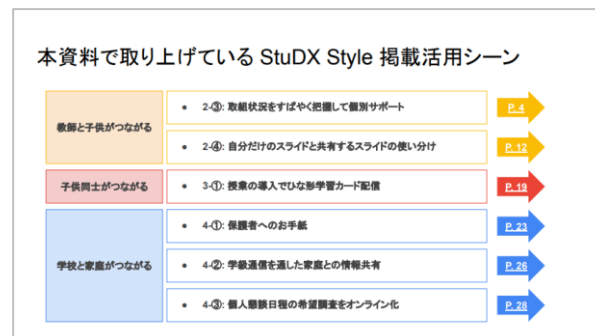 本資料で取り上げている StuDX Style 掲載活用シーン
教師と子供がつながる
● 2-③: 取組状況をすばやく把握して個別サポート
P. 4
● 2-④: 自分だけのスライドと共有するスライドの使い分け
P. 12
子供同士がつながる
● 3-①: 授業の導入でひな形学習カード配信
P. 19
学校と家庭がつながる
● 4-①: 保護者へのお手紙
P. 23
● 4-②: 学級通信を通した家庭との情報共有
P. 26
● 4-③: 個人懇談日程の希望調査をオンライン化
P. 28